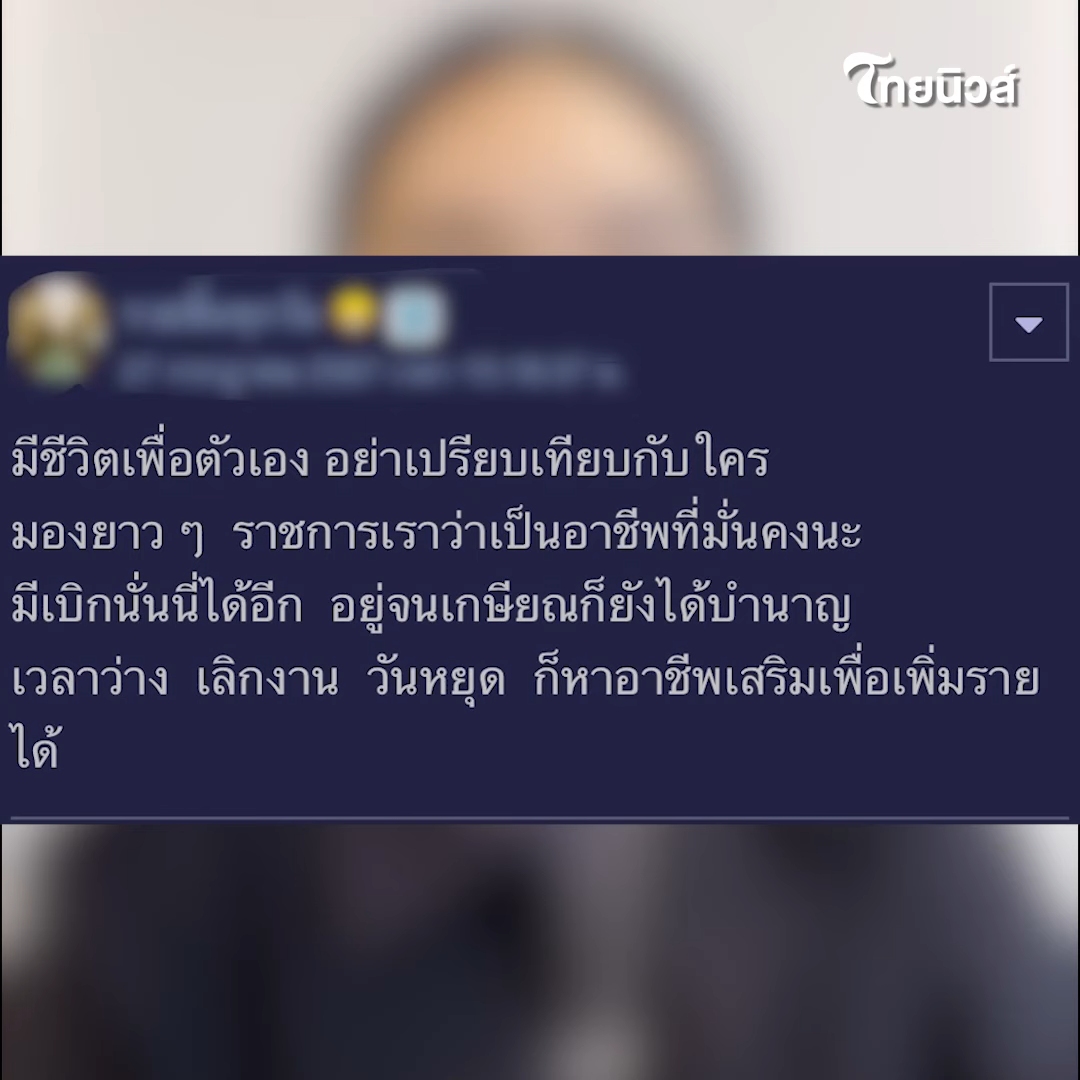 ไทยนิวส์
มีชีวิตเพื่อตัวเอง อย่าเปรียบเทียบกับใคร
มองยาว ๆ ราชการเราว่าเป็นอาชีพที่มั่นคงนะ
มีเบิกนั่นนี่ได้อีก อยู่จนเกษียณก็ยังได้บำนาญ
เวลาว่าง เลิกงาน วันหยุด ก็หาอาชีพเสริมเพื่อเพิ่มราย
ได้